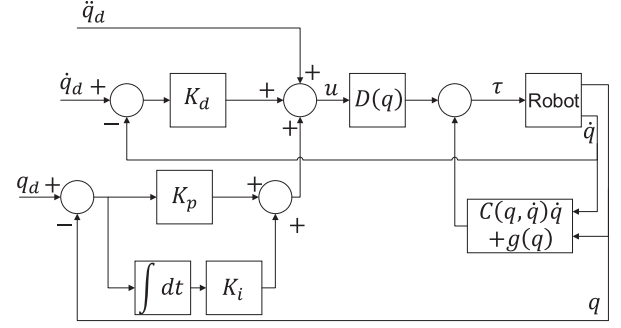 q̈_d
q̇_d + − K_d + + + u D(q) τ Robot
q̇
q_d + − K_p + +
C(q, q̇)q̇
+g(q)
∫ dt K_i
q